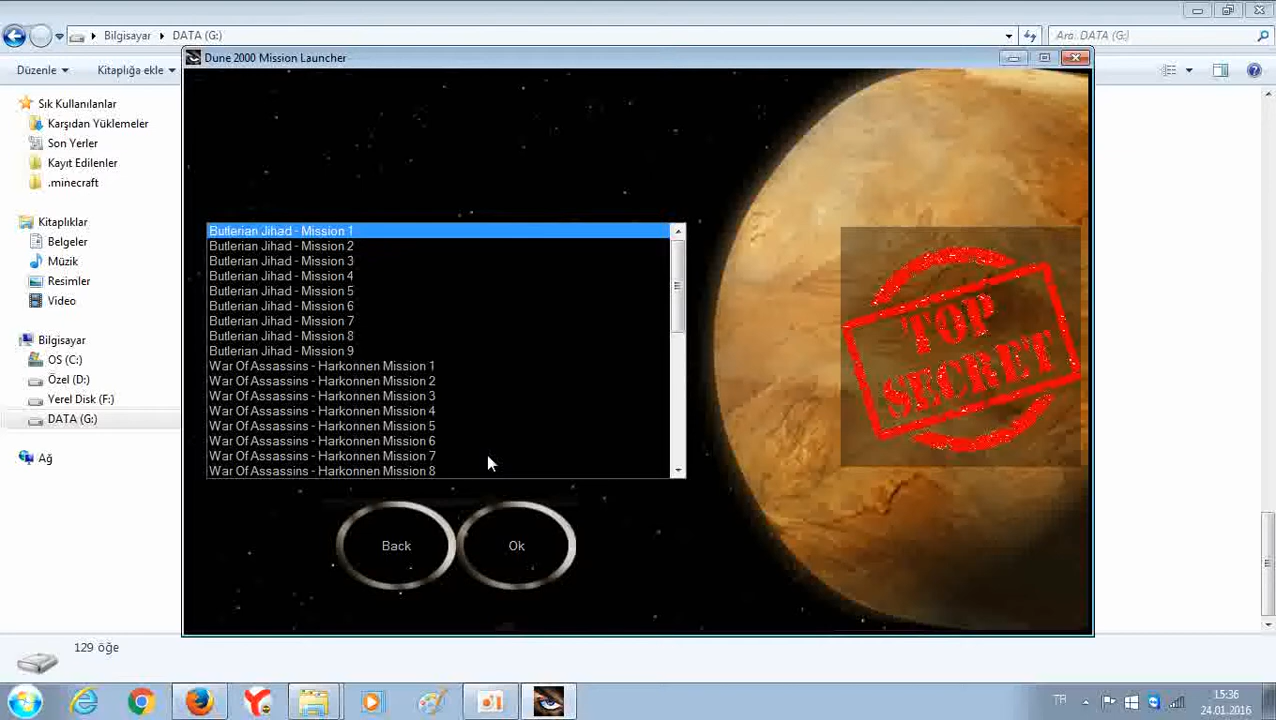 Bilgisayar
DATA (G:)
Ara: DATA (G:)
Düzenle
Kitaplığa ekle
Dune 2000 Mission Launcher
Sık Kullanılanlar
Karşıdan Yüklemeler
Son Yerler
Kayıt Edilenler
.minecraft
Kitaplıklar
Belgeler
Müzik
Resimler
Video
Bilgisayar
OS (C:)
Özel (D:)
Yerel Disk (F:)
DATA (G:)
Ağ
Butlerian Jihad - Mission 1
Butlerian Jihad - Mission 2
Butlerian Jihad - Mission 3
Butlerian Jihad - Mission 4
Butlerian Jihad - Mission 5
Butlerian Jihad - Mission 6
Butlerian Jihad - Mission 7
Butlerian Jihad - Mission 8
Butlerian Jihad - Mission 9
War Of Assassins - Harkonnen Mission 1
War Of Assassins - Harkonnen Mission 2
War Of Assassins - Harkonnen Mission 3
War Of Assassins - Harkonnen Mission 4
War Of Assassins - Harkonnen Mission 5
War Of Assassins - Harkonnen Mission 6
War Of Assassins - Harkonnen Mission 7
War Of Assassins - Harkonnen Mission 8
TOP
SECRET
Back
Ok
129 öğe
TR
15:36
24.01.2016